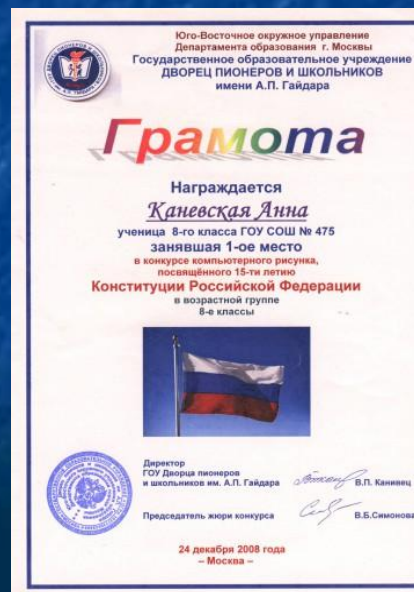 Юго-Восточное окружное управление
Департамента образования г. Москвы
Государственное образовательное учреждение
ДВОРЕЦ ПИОНЕРОВ И ШКОЛЬНИКОВ
имени А.П. Гайдара
Грамота
Награждается
Каневская Анна
ученица 8-го класса ГОУ СОШ № 475
занявшая 1-ое место
в конкурсе компьютерного рисунка,
посвящённого 15-ти летию
Конституции Российской Федерации
в возрастной группе
8-е классы
Директор
ГОУ Дворца пионеров
и школьников им. А.П. Гайдара
В.П. Канивец
Председатель жюри конкурса
В.Б.Симонова
24 декабря 2008 года
– Москва –